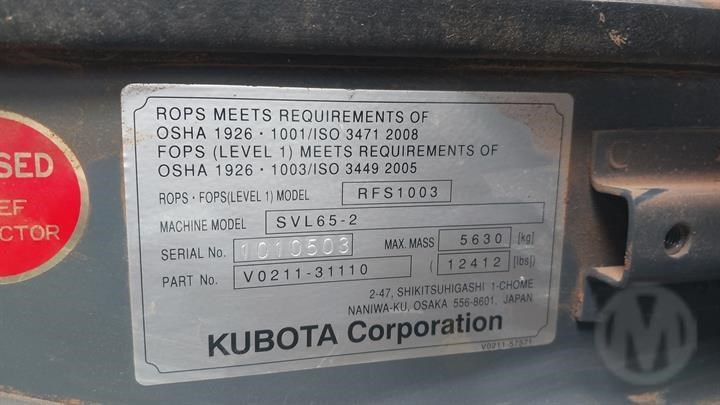 ROPS MEETS REQUIREMENTS OF
OSHA 1926・1001/ISO 3471 2008
FOPS (LEVEL 1) MEETS REQUIREMENTS OF
OSHA 1926・1003/ISO 3449 2005
ROPS・FOPS(LEVEL 1) MODEL RFS1003
MACHINE MODEL SVL65-2
SERIAL No. 1010503 MAX. MASS 5630 [kg]
PART No. V0211-31110 ( 12412 [lbs])
2-47, SHIKITSUHIGASHI 1-CHOME
NANIWA-KU, OSAKA 556-8601, JAPAN
KUBOTA Corporation
V0211-57571
SED
EF
CTOR
M